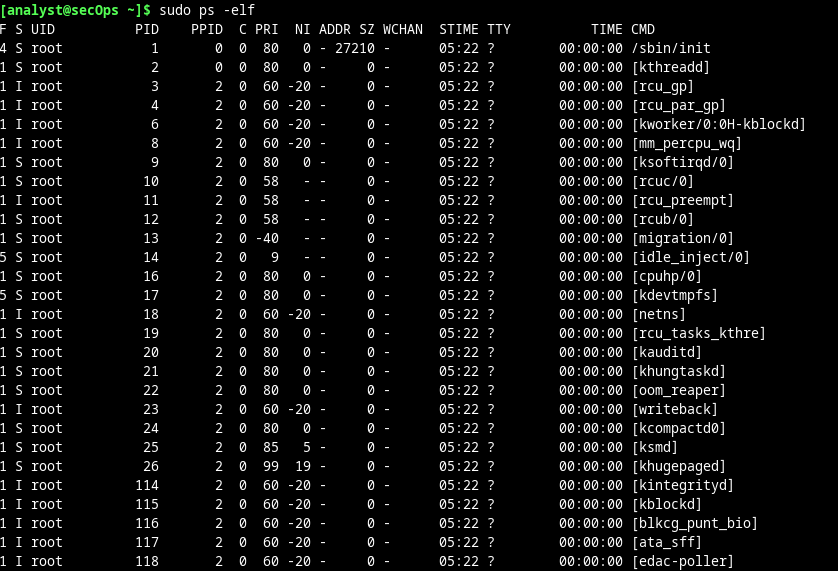 [analyst@secOps ~]$ sudo ps -elf
F S UID         PID    PPID  C PRI  NI ADDR SZ WCHAN  STIME TTY          TIME CMD
4 S root          1       0  0  80   0 - 27210 -      05:22 ?        00:00:00 /sbin/init
1 S root          2       0  0  80   0 -     0 -      05:22 ?        00:00:00 [kthreadd]
1 I root          3       2  0  60 -20 -     0 -      05:22 ?        00:00:00 [rcu_gp]
1 I root          4       2  0  60 -20 -     0 -      05:22 ?        00:00:00 [rcu_par_gp]
1 I root          6       2  0  60 -20 -     0 -      05:22 ?        00:00:00 [kworker/0:0H-kblockd]
1 I root          8       2  0  60 -20 -     0 -      05:22 ?        00:00:00 [mm_percpu_wq]
1 S root          9       2  0  80   0 -     0 -      05:22 ?        00:00:00 [ksoftirqd/0]
1 S root         10       2  0  58   - -     0 -      05:22 ?        00:00:00 [rcuc/0]
1 I root         11       2  0  58   - -     0 -      05:22 ?        00:00:00 [rcu_preempt]
1 S root         12       2  0  58   - -     0 -      05:22 ?        00:00:00 [rcub/0]
1 S root         13       2  0 -40   - -     0 -      05:22 ?        00:00:00 [migration/0]
5 S root         14       2  0   9   - -     0 -      05:22 ?        00:00:00 [idle_inject/0]
1 S root         16       2  0  80   0 -     0 -      05:22 ?        00:00:00 [cpuhp/0]
5 S root         17       2  0  80   0 -     0 -      05:22 ?        00:00:00 [kdevtmpfs]
1 I root         18       2  0  60 -20 -     0 -      05:22 ?        00:00:00 [netns]
1 S root         19       2  0  80   0 -     0 -      05:22 ?        00:00:00 [rcu_tasks_kthre]
1 S root         20       2  0  80   0 -     0 -      05:22 ?        00:00:00 [kauditd]
1 S root         21       2  0  80   0 -     0 -      05:22 ?        00:00:00 [khungtaskd]
1 S root         22       2  0  80   0 -     0 -      05:22 ?        00:00:00 [oom_reaper]
1 I root         23       2  0  60 -20 -     0 -      05:22 ?        00:00:00 [writeback]
1 S root         24       2  0  80   0 -     0 -      05:22 ?        00:00:00 [kcompactd0]
1 S root         25       2  0  85   5 -     0 -      05:22 ?        00:00:00 [ksmd]
1 S root         26       2  0  99  19 -     0 -      05:22 ?        00:00:00 [khugepaged]
1 I root        114       2  0  60 -20 -     0 -      05:22 ?        00:00:00 [kintegrityd]
1 I root        115       2  0  60 -20 -     0 -      05:22 ?        00:00:00 [kblockd]
1 I root        116       2  0  60 -20 -     0 -      05:22 ?        00:00:00 [blkcg_punt_bio]
1 I root        117       2  0  60 -20 -     0 -      05:22 ?        00:00:00 [ata_sff]
1 I root        118       2  0  60 -20 -     0 -      05:22 ?        00:00:00 [edac-poller]